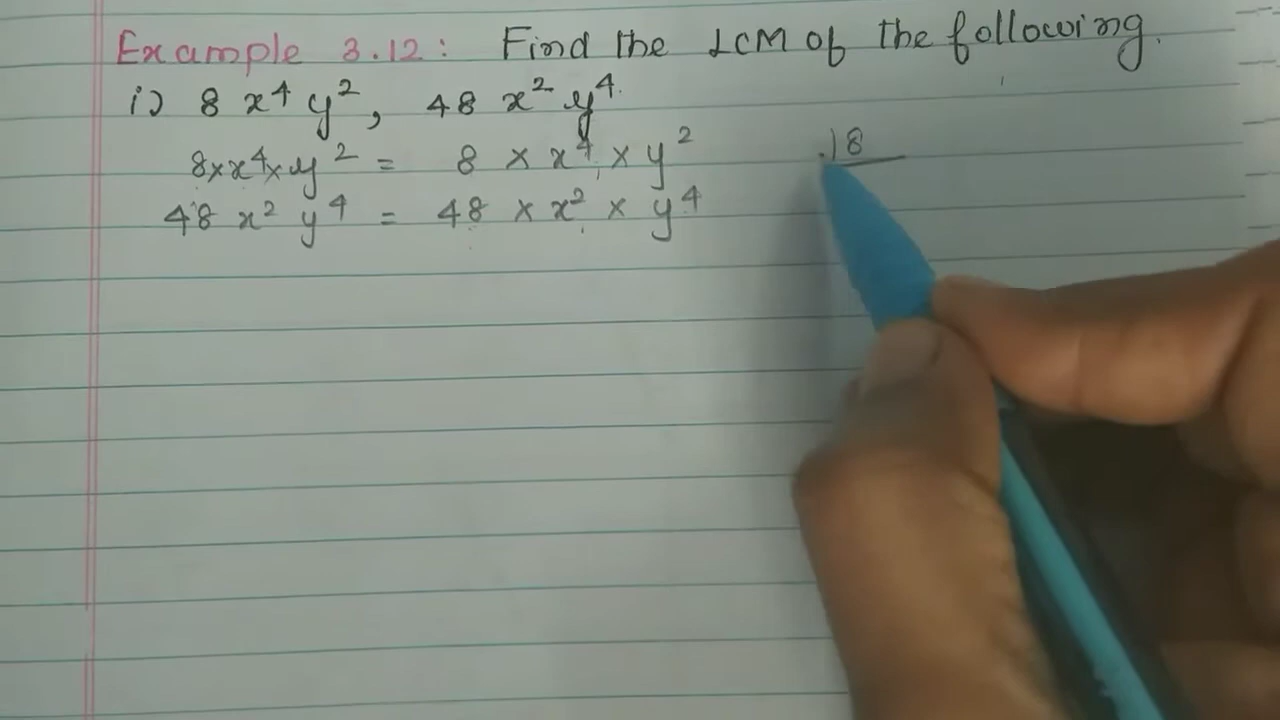 Example 3.12: Find the LCM of the following.
i) 8 x⁴ y², 48 x² y⁴.
8×x⁴×y² = 8 × x⁴ × y²
48 x² y⁴ = 48 × x² × y⁴
8